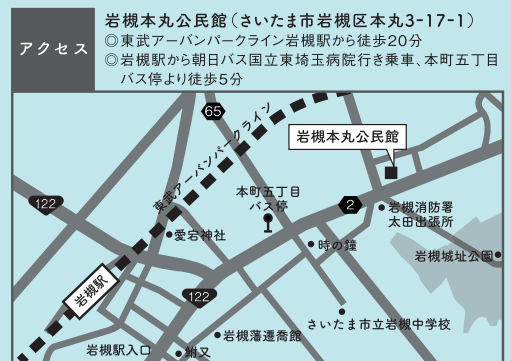 アクセス
岩槻本丸公民館（さいたま市岩槻区本丸3-17-1）
◎東武アーバンパークライン岩槻駅から徒歩20分
◎岩槻駅から朝日バス国立東埼玉病院行き乗車、本町五丁目
バス停より徒歩5分
65
東武アーバンパークライン
岩槻本丸公民館
本町五丁目
バス停
122
2
岩槻消防署
太田出張所
愛宕神社
時の鐘
岩槻城址公園
岩槻駅
122
さいたま市立岩槻中学校
岩槻藩遷喬館
岩槻駅入口
鮒又